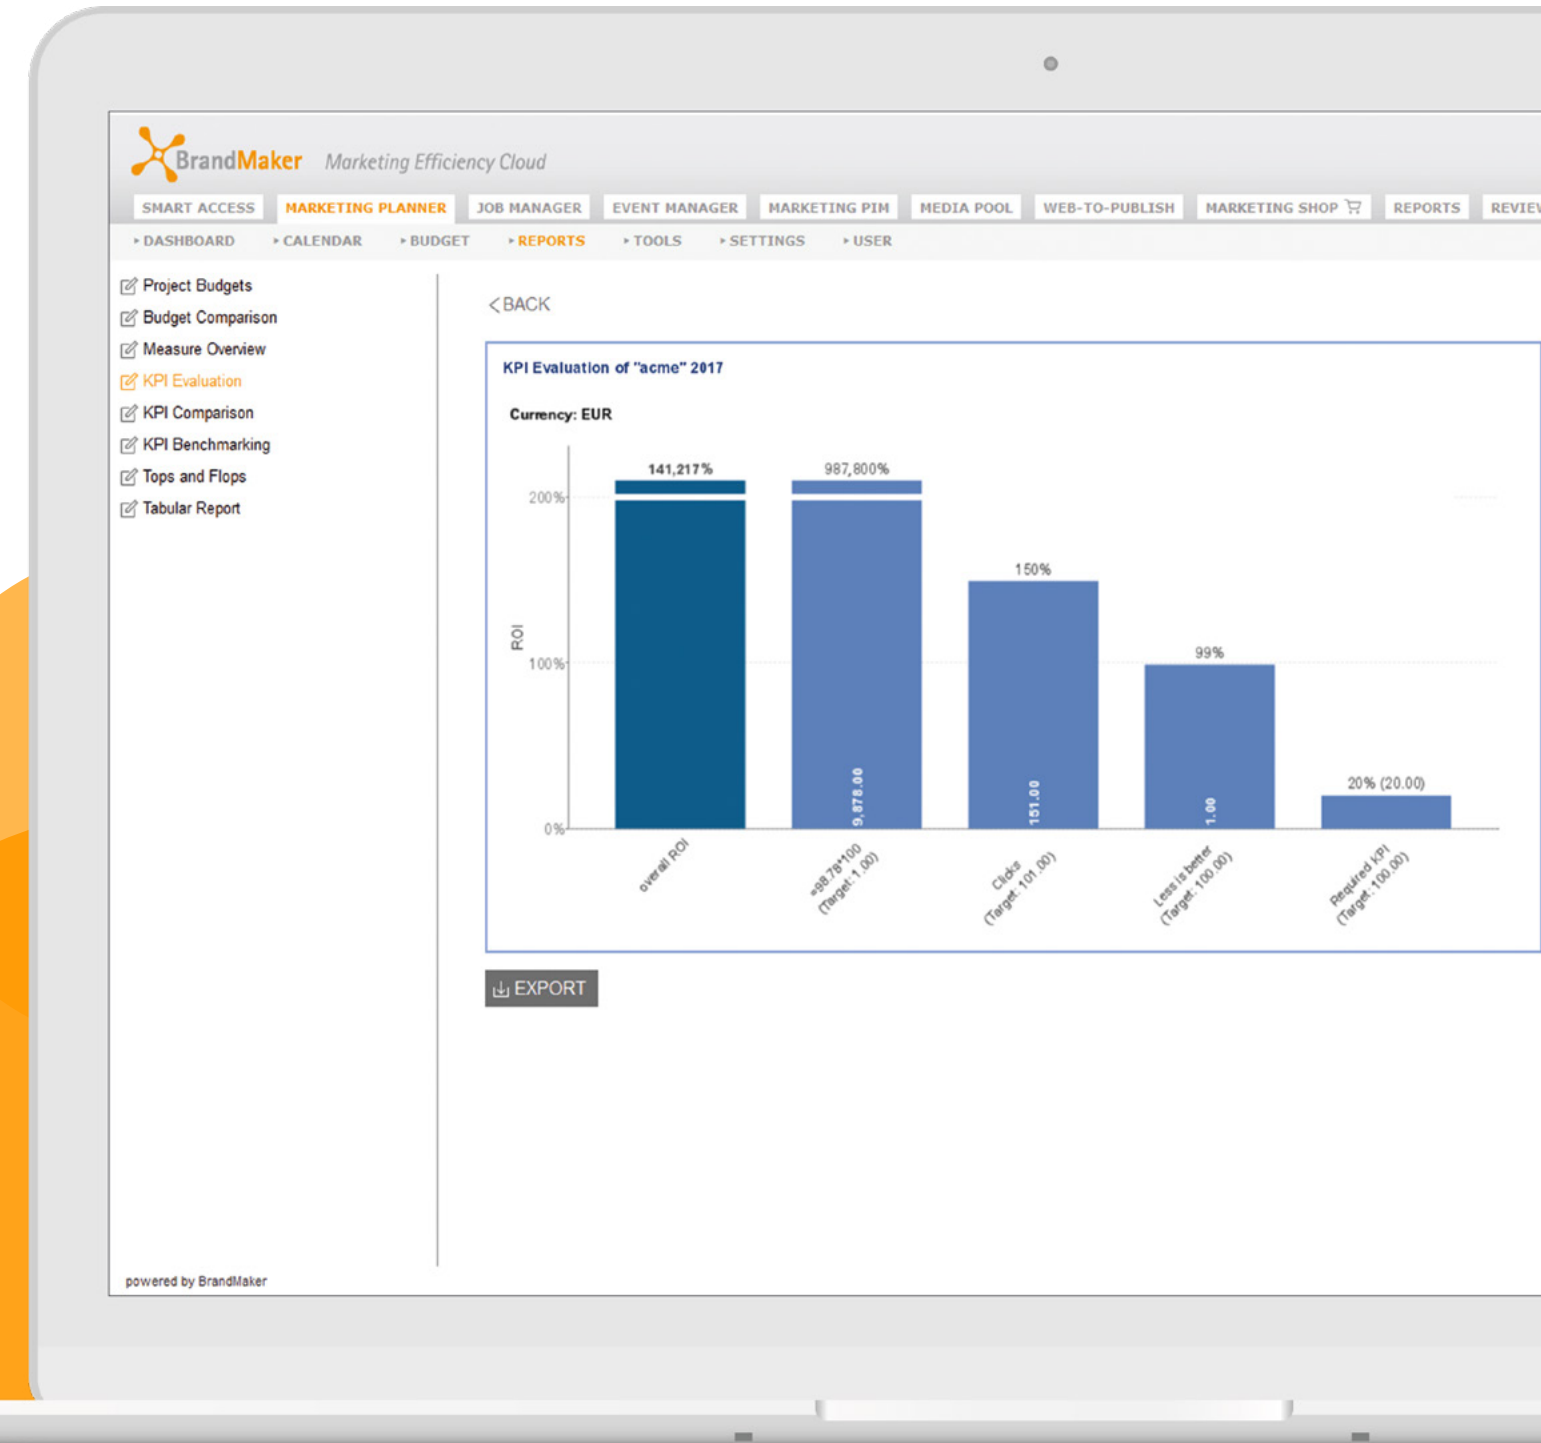 BrandMaker Marketing Efficiency Cloud
SMART ACCESS MARKETING PLANNER JOB MANAGER EVENT MANAGER MARKETING PIM MEDIA POOL WEB-TO-PUBLISH MARKETING SHOP REPORTS REVIEW
DASHBOARD CALENDAR BUDGET REPORTS TOOLS SETTINGS USER
Project Budgets
Budget Comparison
Measure Overview
KPI Evaluation
KPI Comparison
KPI Benchmarking
Tops and Flops
Tabular Report
<BACK
KPI Evaluation of "acme" 2017
Currency: EUR
141,217%
987,800%
200%
150%
ROI
99%
100%
20% (20.00)
9,878.00
151.00
1.00
0%
overall ROI
=98.78*100
(Target: 1.00)
Clicks
(Target: 101.00)
Less is better
(Target: 100.00)
Required KPI
(Target: 100.00)
EXPORT
powered by BrandMaker